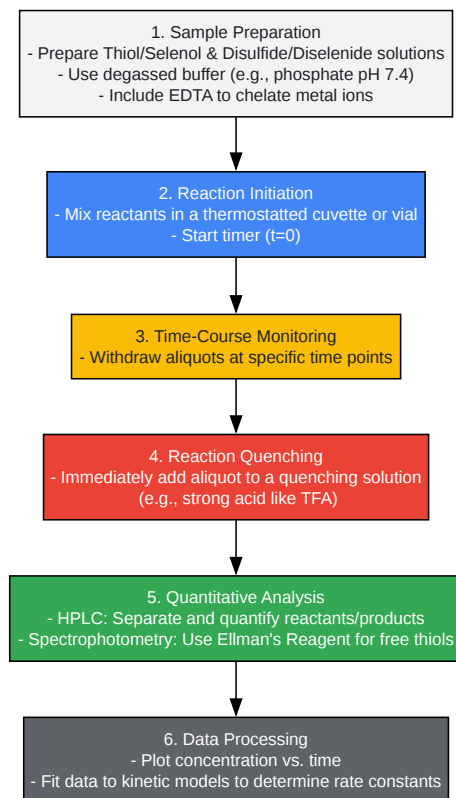 1. Sample Preparation
- Prepare Thiol/Selenol & Disulfide/Diselenide solutions
- Use degassed buffer (e.g., phosphate pH 7.4)
- Include EDTA to chelate metal ions
2. Reaction Initiation
- Mix reactants in a thermostatted cuvette or vial
- Start timer (t=0)
3. Time-Course Monitoring
- Withdraw aliquots at specific time points
4. Reaction Quenching
- Immediately add aliquot to a quenching solution
(e.g., strong acid like TFA)
5. Quantitative Analysis
- HPLC: Separate and quantify reactants/products
- Spectrophotometry: Use Ellman's Reagent for free thiols
6. Data Processing
- Plot concentration vs. time
- Fit data to kinetic models to determine rate constants